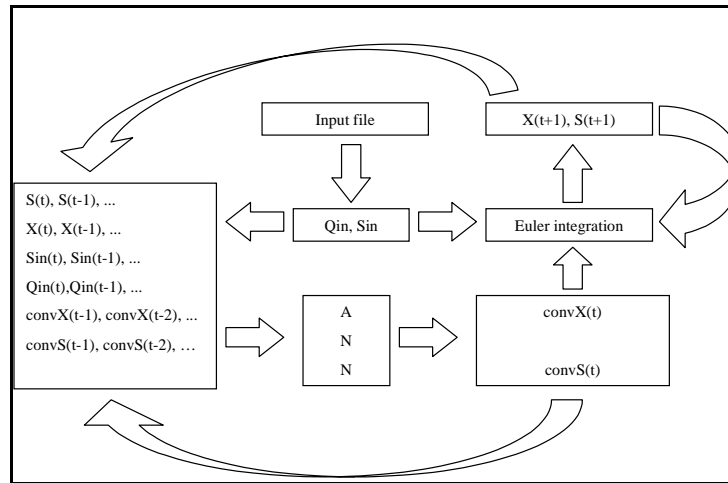 Input file
X(t+1), S(t+1)
S(t), S(t-1), ...
X(t), X(t-1), ...
Sin(t), Sin(t-1), ...
Qin(t),Qin(t-1), ...
convX(t-1), convX(t-2), ...
convS(t-1), convS(t-2), …
Qin, Sin
Euler integration
A
N
N
convX(t)
convS(t)